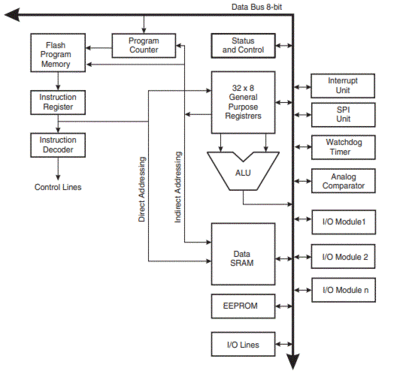 Data Bus 8-bit
Flash
Program
Memory
Program
Counter
Status
and Control
Instruction
Register
32 x 8
General
Purpose
Registrers
Interrupt
Unit
SPI
Unit
Instruction
Decoder
Watchdog
Timer
Control Lines
Direct Addressing
Indirect Addressing
ALU
Analog
Comparator
I/O Module1
Data
SRAM
I/O Module 2
I/O Module n
EEPROM
I/O Lines